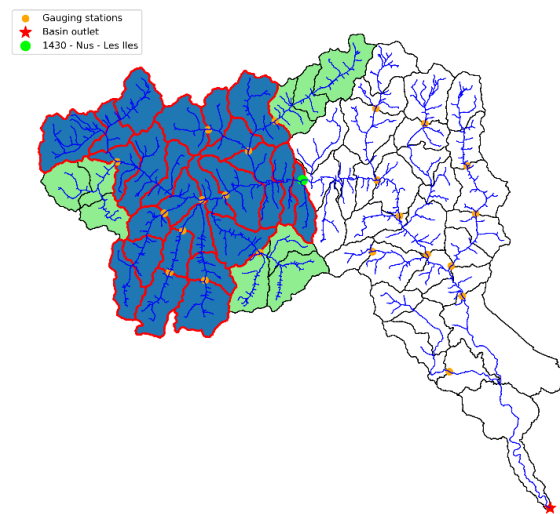 Gauging stations
Basin outlet
1430 - Nus - Les Iles